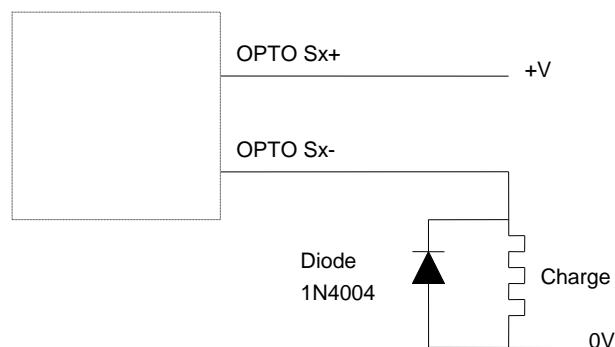 OPTO Sx+
+V
OPTO Sx-
Diode
1N4004
Charge
0V